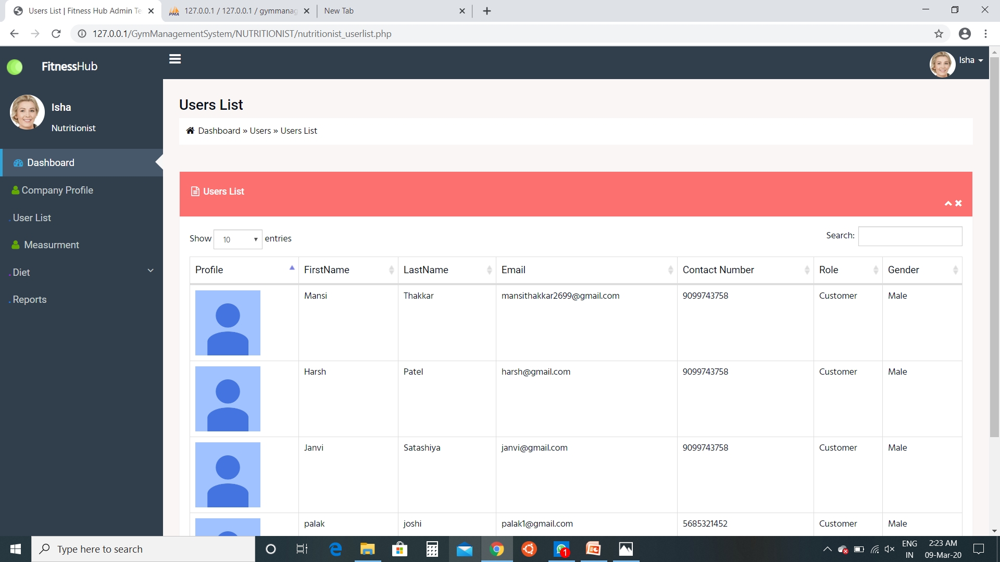 Users List | Fitness Hub Admin Te
127.0.0.1 / 127.0.0.1 / gymmanag
New Tab
127.0.0.1/GymManagementSystem/NUTRITIONIST/nutritionist_userlist.php
FitnessHub
Isha
Isha
Nutritionist
Dashboard
Company Profile
User List
Measurment
Diet
Reports
Users List
Dashboard » Users » Users List
Users List
Show 10 entries
Search:
Profile FirstName LastName Email Contact Number Role Gender
Mansi Thakkar mansithakkar2699@gmail.com 9099743758 Customer Male
Harsh Patel harsh@gmail.com 9099743758 Customer Male
Janvi Satashiya janvi@gmail.com 9099743758 Customer Male
palak joshi palak1@gmail.com 5685321452 Customer Male
Type here to search
1
ENG
IN
2:23 AM
09-Mar-20